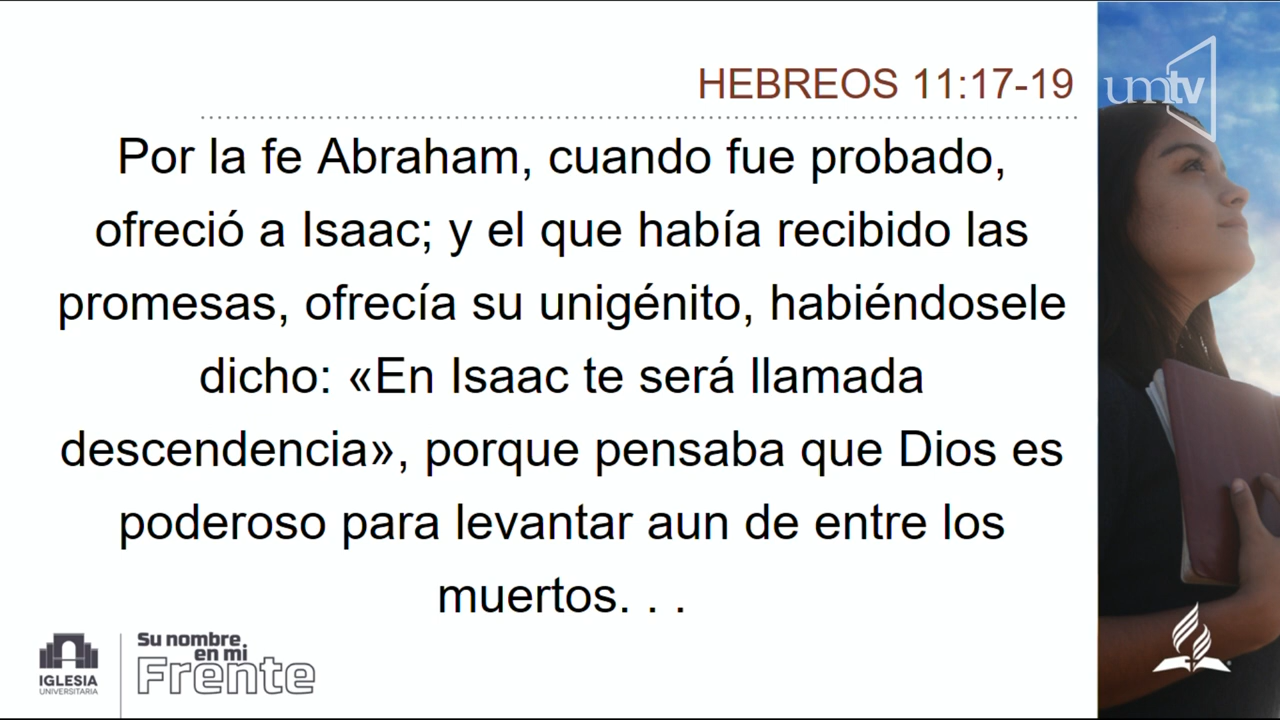 HEBREOS 11:17-19
umtv
Por la fe Abraham, cuando fue probado,
ofreció a Isaac; y el que había recibido las
promesas, ofrecía su unigénito, habiéndosele
dicho: «En Isaac te será llamada
descendencia», porque pensaba que Dios es
poderoso para levantar aun de entre los
muertos. . .
IGLESIA
UNIVERSITARIA
Su nombre
en mi
Frente